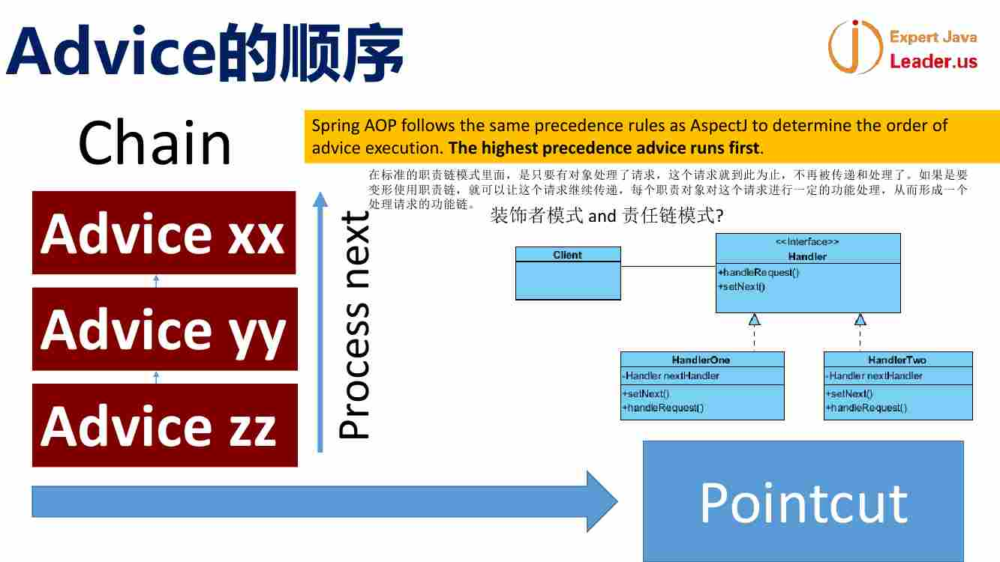 Advice的顺序
Expert Java
Leader.us
Chain
Spring AOP follows the same precedence rules as AspectJ to determine the order of
advice execution. The highest precedence advice runs first.
在标准的职责链模式里面，是只要有对象处理了请求，这个请求就到此为止，不再被传递和处理了。如果是要
变形使用职责链，就可以让这个请求继续传递，每个职责对象对这个请求进行一定的功能处理，从而形成一个
处理请求的功能链。
装饰者模式 and 责任链模式?
Advice xx
Advice yy
Advice zz
Process next
Client
<<Interface>>
Handler
+handleRequest()
+setNext()
HandlerOne
-Handler nextHandler
+setNext()
+handleRequest()
HandlerTwo
-Handler nextHandler
+setNext()
+handleRequest()
Pointcut